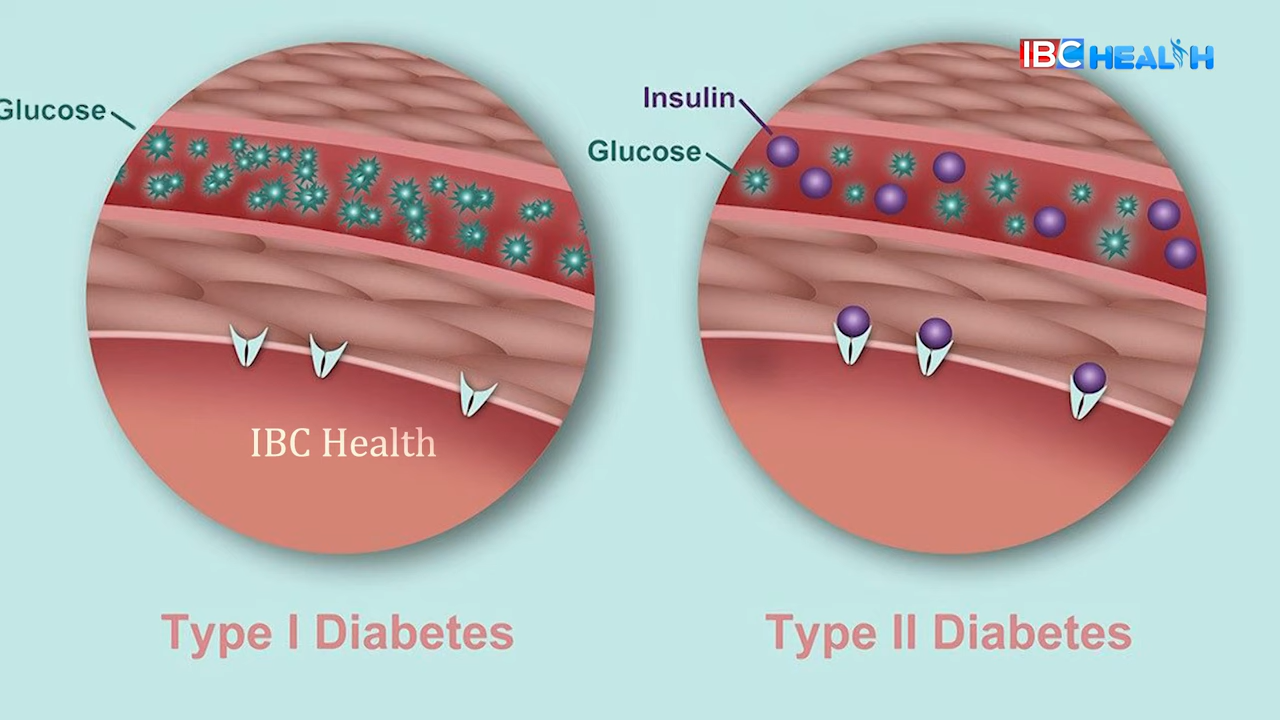 IBC HEALTH
Glucose
Insulin
Glucose
IBC Health
Type I Diabetes
Type II Diabetes